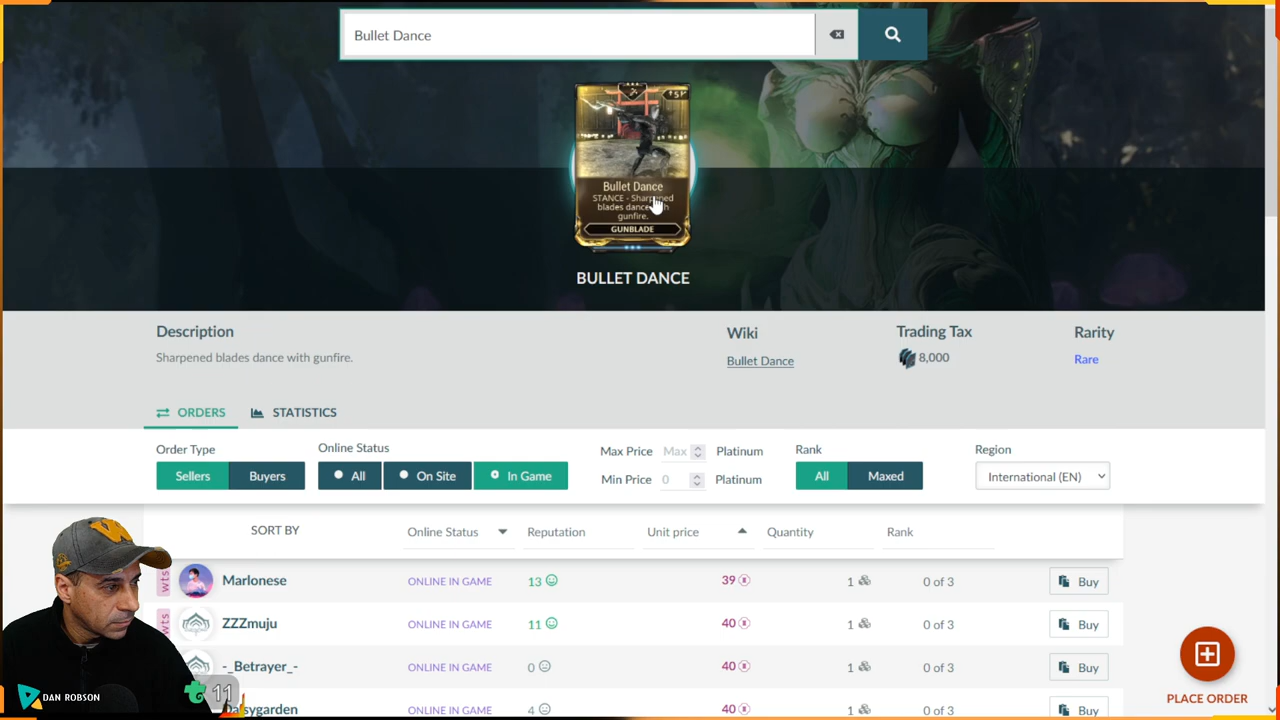 Bullet Dance
5
Bullet Dance
STANCE - Sharpened
blades dance with
gunfire.
GUNBLADE
BULLET DANCE
Description
Wiki
Trading Tax
Rarity
Sharpened blades dance with gunfire.
Bullet Dance
8,000
Rare
ORDERS
STATISTICS
Order Type
Online Status
Max Price
Max
Platinum
Rank
Region
Sellers
Buyers
All
On Site
In Game
Min Price
0
Platinum
All
Maxed
International (EN)
SORT BY
Online Status
Reputation
Unit price
Quantity
Rank
wts
Marlonese
ONLINE IN GAME
13
39
1
0 of 3
Buy
wts
ZZZmuju
ONLINE IN GAME
11
40
1
0 of 3
Buy
-_Betrayer_-
ONLINE IN GAME
0
40
1
0 of 3
Buy
ONLINE IN GAME
4
40
1
0 of 3
Buy
PLACE ORDER
DAN ROBSON
11
W